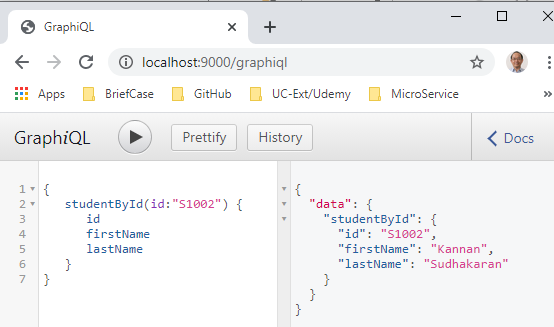 GraphiQL
localhost:9000/graphiql
Apps BriefCase GitHub UC-Ext/Udemy MicroService »
GraphiQL Prettify History Docs
1 {
2 studentById(id:"S1002") {
3 id
4 firstName
5 lastName
6 }
7 }
{
"data": {
"studentById": {
"id": "S1002",
"firstName": "Kannan",
"lastName": "Sudhakaran"
}
}
}